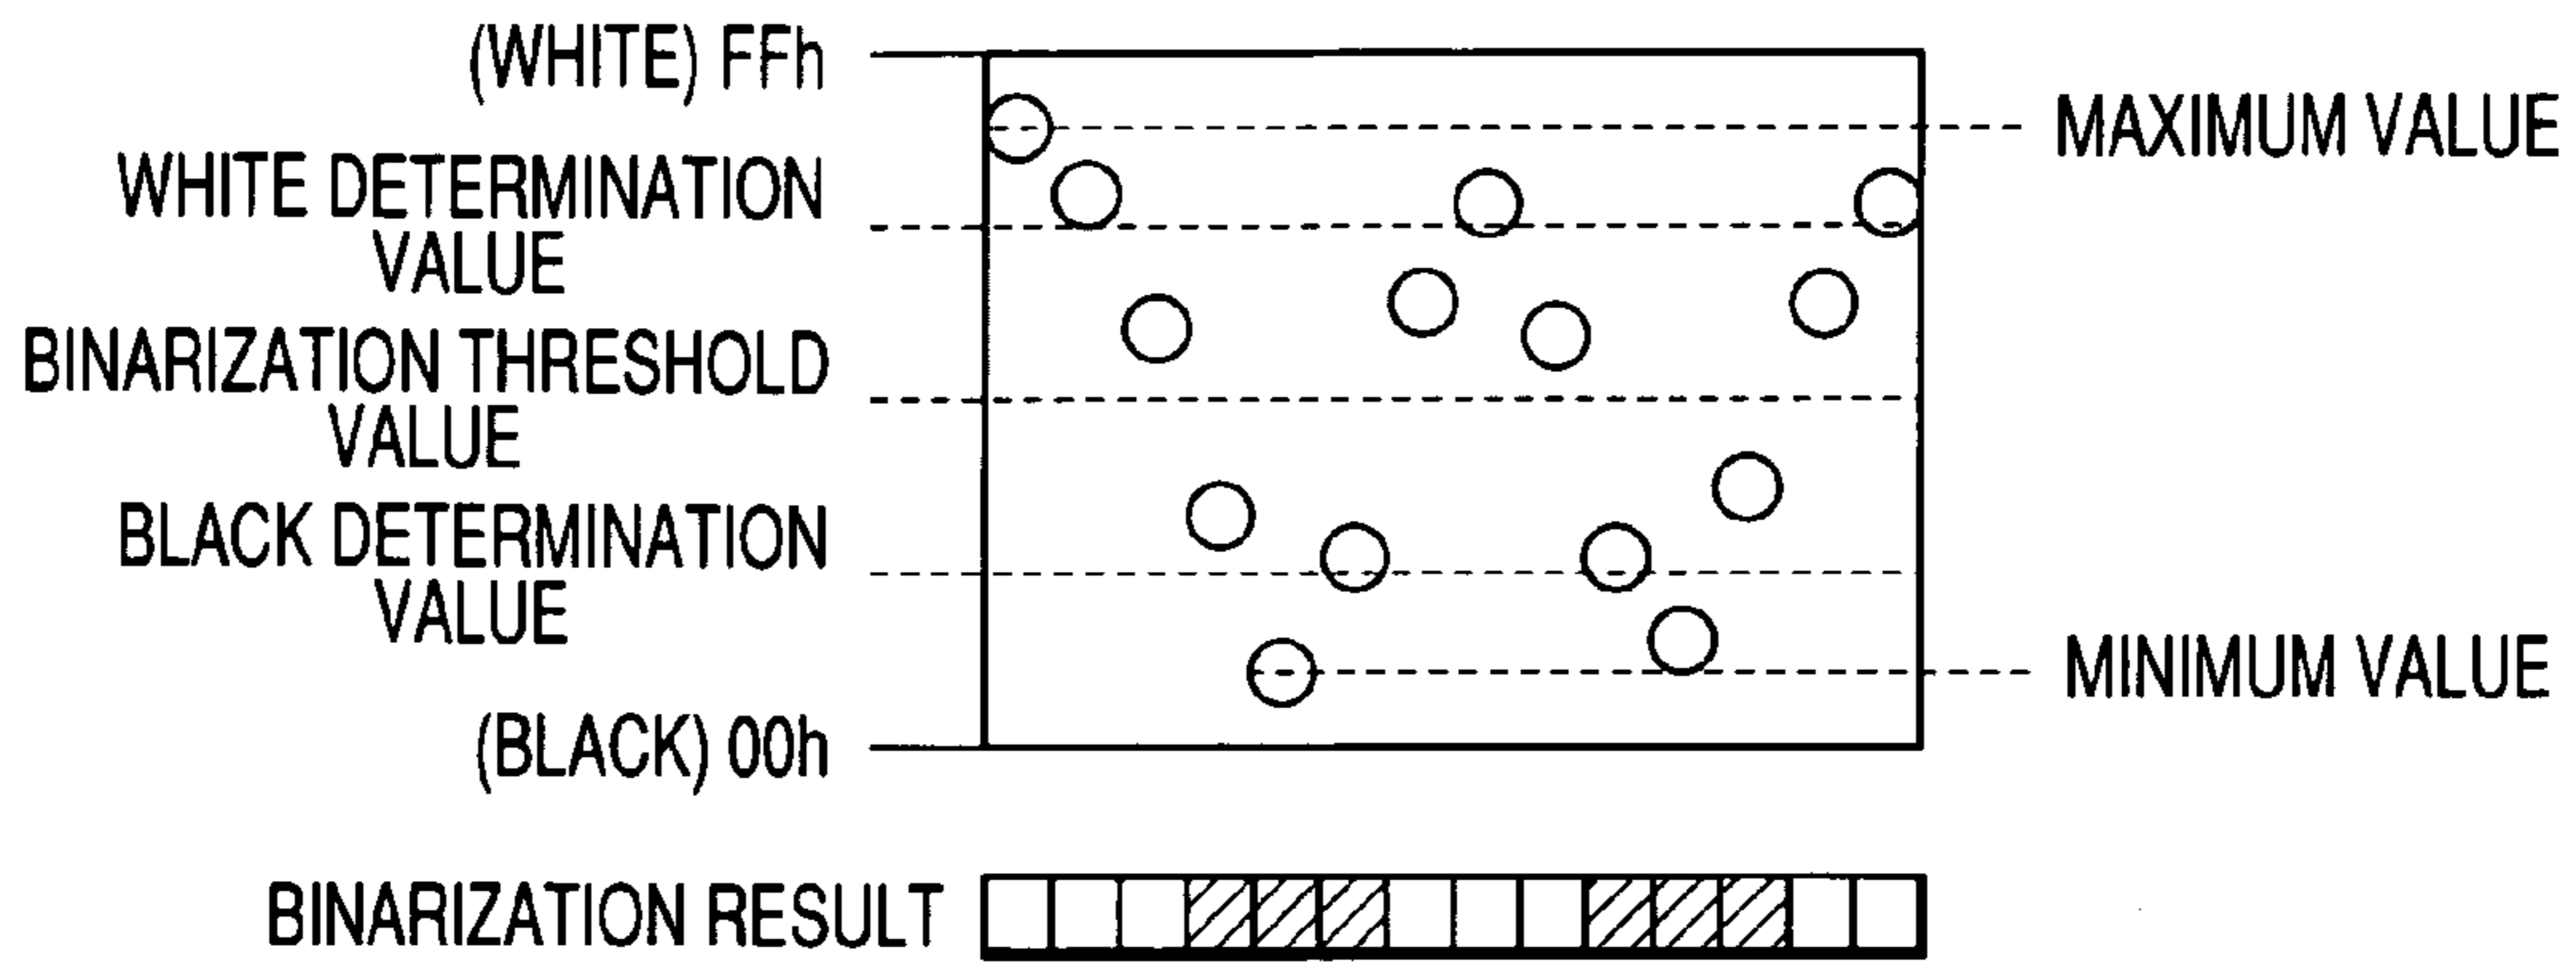 (WHITE) FFh
MAXIMUM VALUE
WHITE DETERMINATION
VALUE
BINARIZATION THRESHOLD
VALUE
BLACK DETERMINATION
VALUE
MINIMUM VALUE
(BLACK) 00h
BINARIZATION RESULT